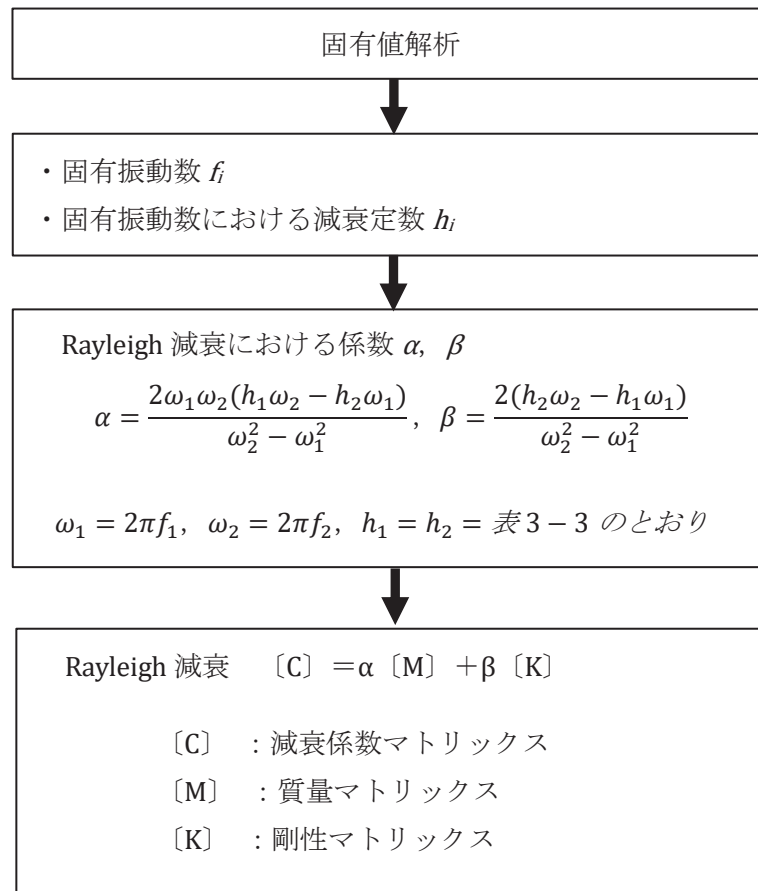 固有値解析
・固有振動数 fᵢ
・固有振動数における減衰定数 hᵢ
Rayleigh 減衰における係数 α, β
α = 2ω₁ω₂(h₁ω₂ − h₂ω₁) / (ω₂² − ω₁²), β = 2(h₂ω₂ − h₁ω₁) / (ω₂² − ω₁²)
ω₁ = 2πf₁, ω₂ = 2πf₂, h₁ = h₂ = 表 3 − 3 のとおり
Rayleigh 減衰 〔C〕=α〔M〕+β〔K〕
〔C〕 :減衰係数マトリックス
〔M〕 :質量マトリックス
〔K〕 :剛性マトリックス